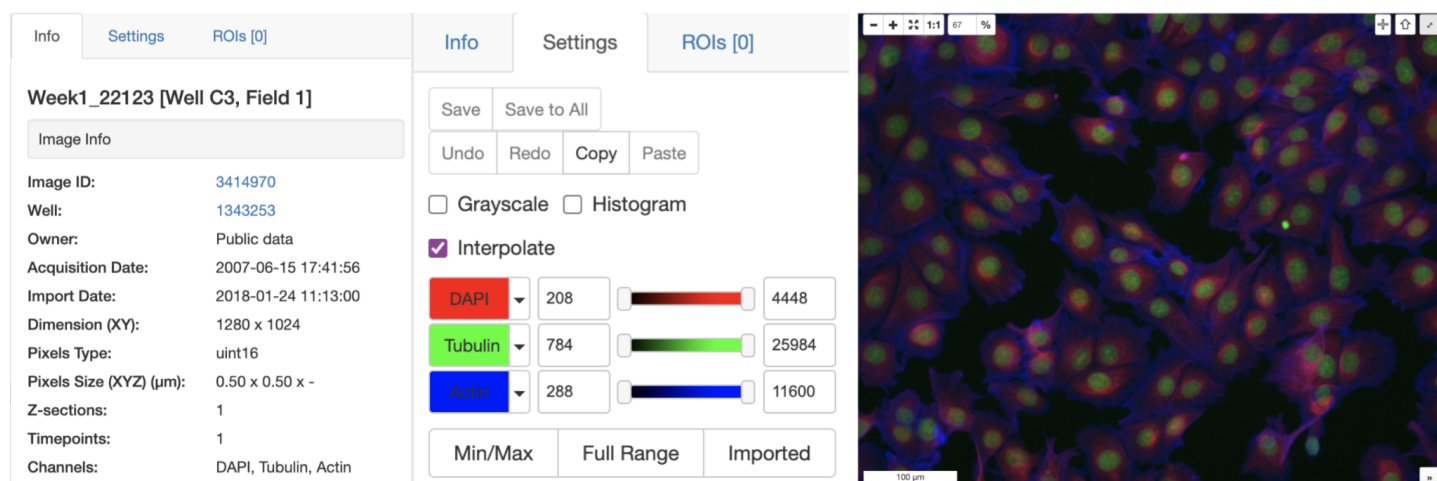 Info Settings ROIs [0]
Week1_22123 [Well C3, Field 1]
Image Info
Image ID: 3414970
Well: 1343253
Owner: Public data
Acquisition Date: 2007-06-15 17:41:56
Import Date: 2018-01-24 11:13:00
Dimension (XY): 1280 x 1024
Pixels Type: uint16
Pixels Size (XYZ) (µm): 0.50 x 0.50 x -
Z-sections: 1
Timepoints: 1
Channels: DAPI, Tubulin, Actin
Info Settings ROIs [0]
Save Save to All
Undo Redo Copy Paste
Grayscale Histogram
Interpolate
DAPI 208 4448
Tubulin 784 25984
Actin 288 11600
Min/Max Full Range Imported
1:1 67 %
100 µm